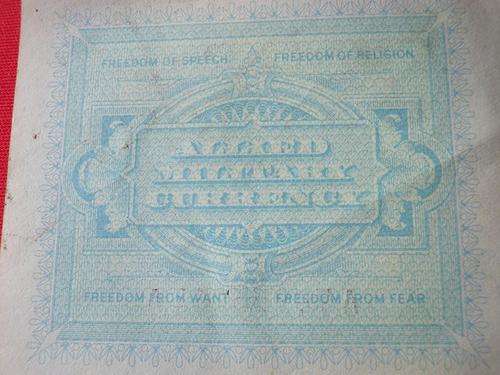 FREEDOM OF SPEECH FREEDOM OF RELIGION
ALLIED
MILITARY
CURRENCY
FREEDOM FROM WANT FREEDOM FROM FEAR